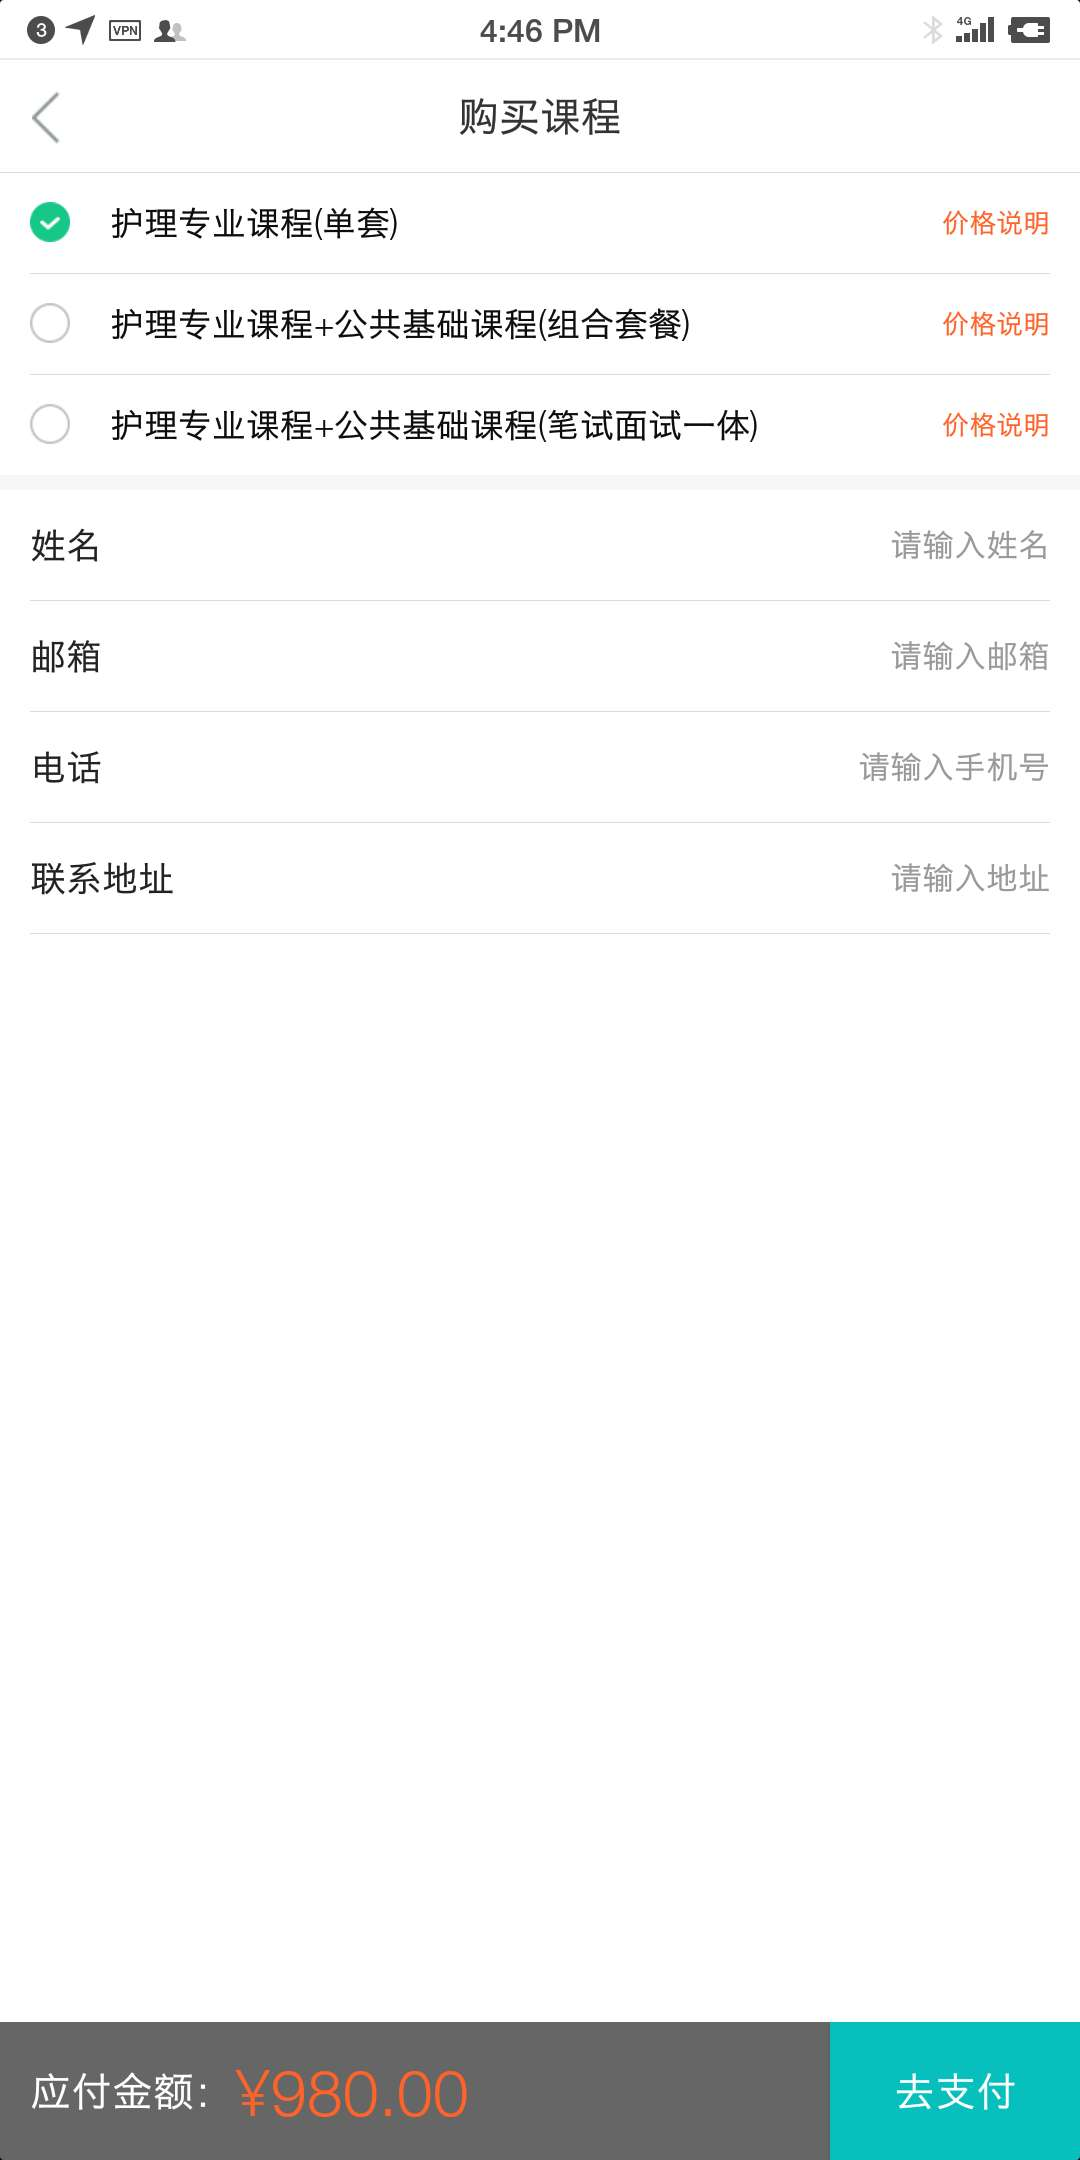 3 VPN 4:46 PM 4G
购买课程
护理专业课程(单套) 价格说明
护理专业课程+公共基础课程(组合套餐) 价格说明
护理专业课程+公共基础课程(笔试面试一体) 价格说明
姓名 请输入姓名
邮箱 请输入邮箱
电话 请输入手机号
联系地址 请输入地址
应付金额: ¥980.00 去支付